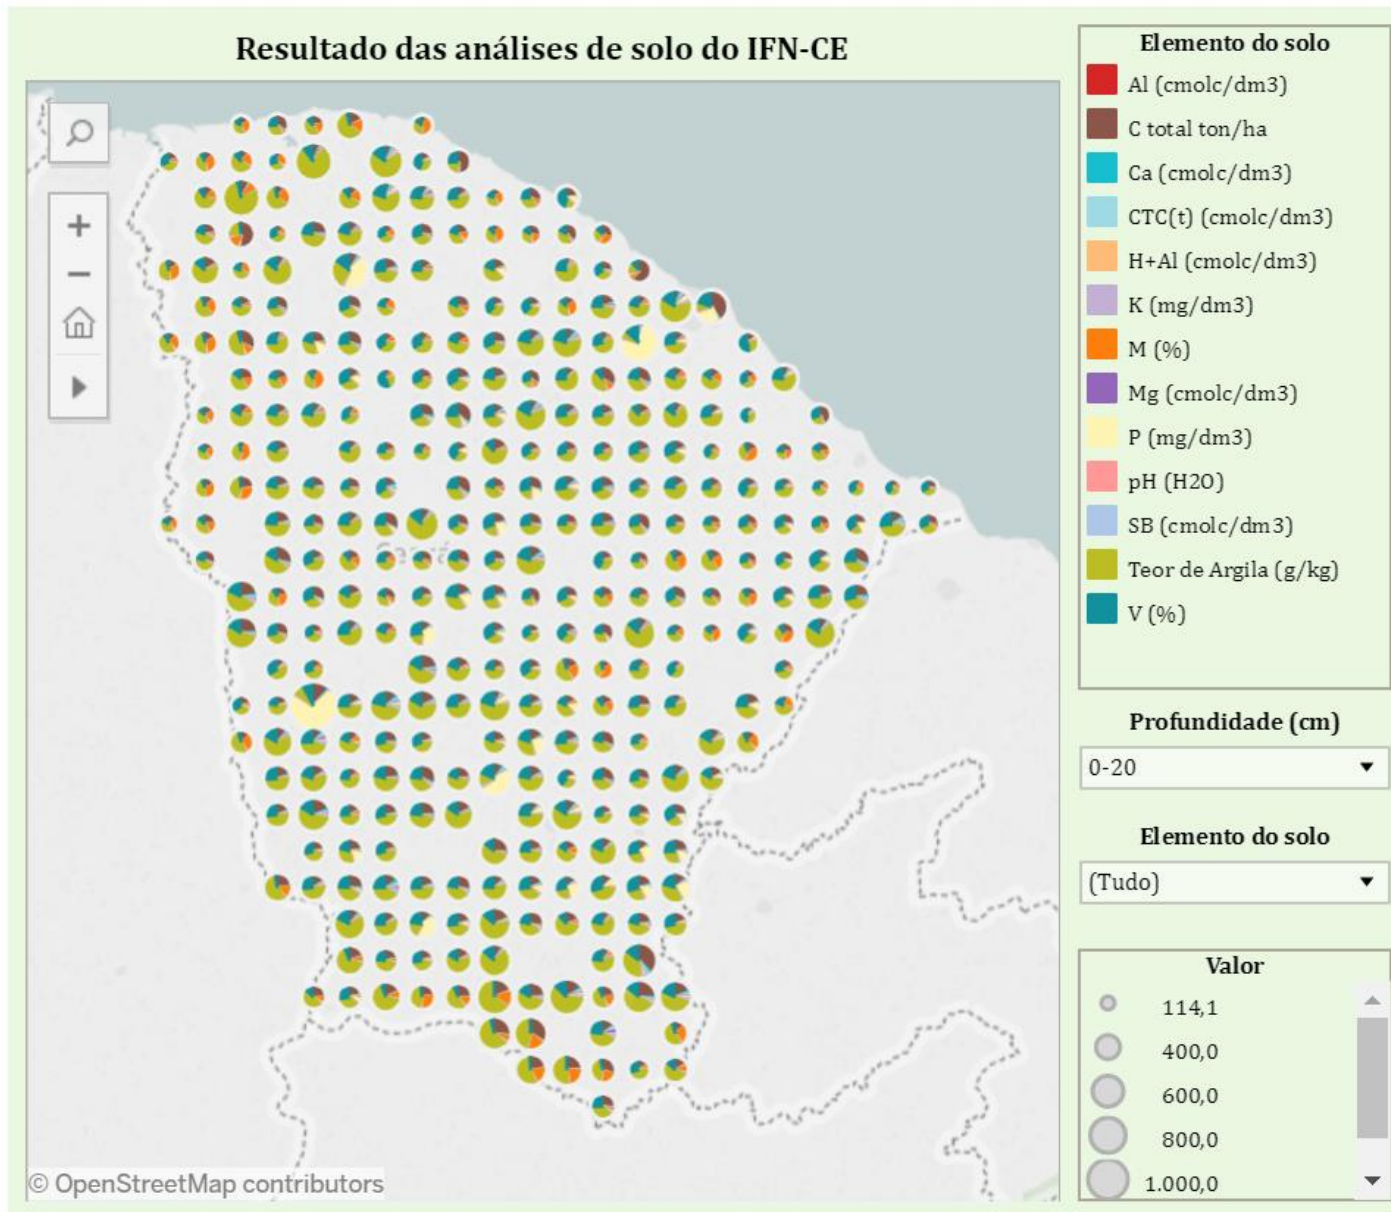 Resultado das análises de solo do IFN-CE
+
−
Ceará
© OpenStreetMap contributors
Elemento do solo
Al (cmolc/dm3)
C total ton/ha
Ca (cmolc/dm3)
CTC(t) (cmolc/dm3)
H+Al (cmolc/dm3)
K (mg/dm3)
M (%)
Mg (cmolc/dm3)
P (mg/dm3)
pH (H2O)
SB (cmolc/dm3)
Teor de Argila (g/kg)
V (%)
Profundidade (cm)
0-20
Elemento do solo
(Tudo)
Valor
114,1
400,0
600,0
800,0
1.000,0